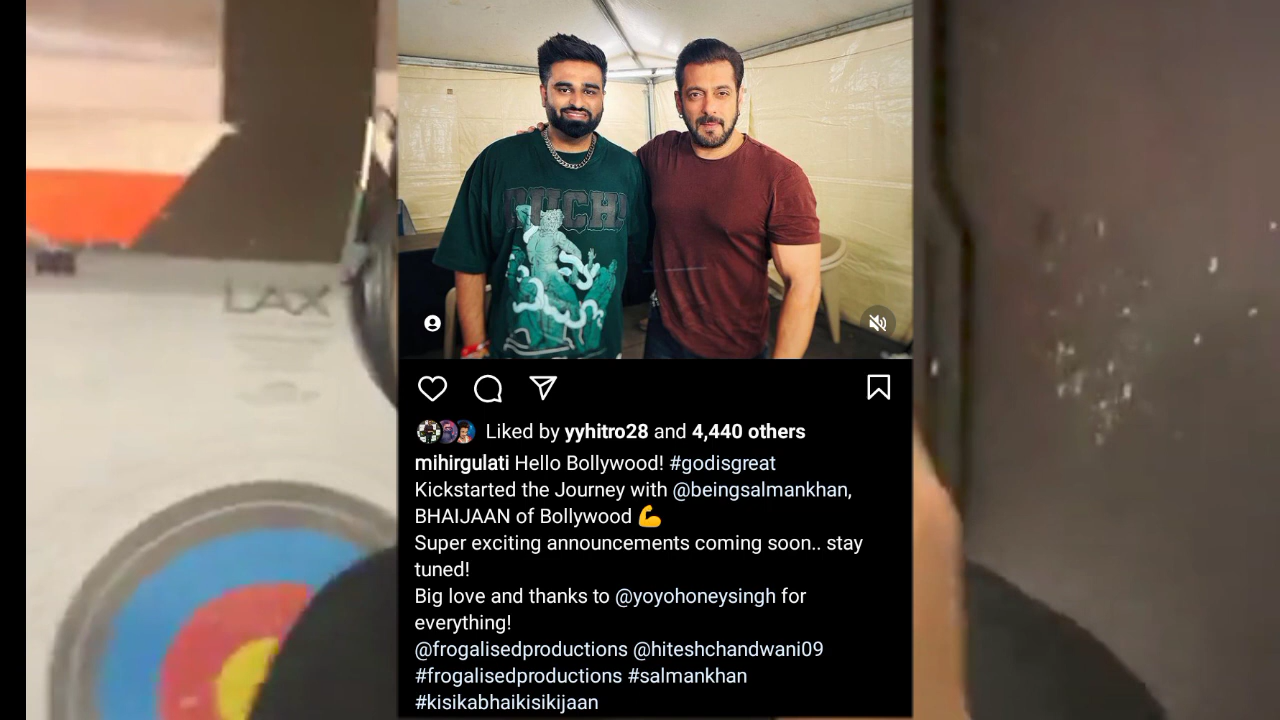 LAX
Liked by yyhitro28 and 4,440 others
mihirgulati Hello Bollywood! #godisgreat
Kickstarted the Journey with @beingsalmankhan,
BHAIJAAN of Bollywood 💪
Super exciting announcements coming soon.. stay
tuned!
Big love and thanks to @yoyohoneysingh for
everything!
@frogalisedproductions @hiteshchandwani09
#frogalisedproductions #salmankhan
#kisikabhaikisikijaan